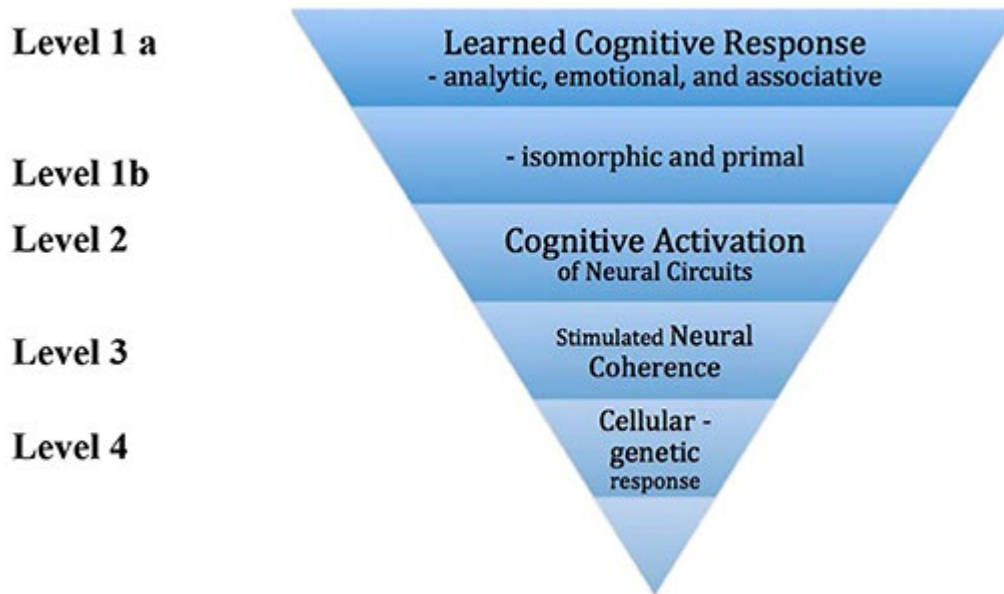 Level 1 a
Learned Cognitive Response
- analytic, emotional, and associative
Level 1b
- isomorphic and primal
Level 2
Cognitive Activation
of Neural Circuits
Level 3
Stimulated Neural
Coherence
Level 4
Cellular -
genetic
response